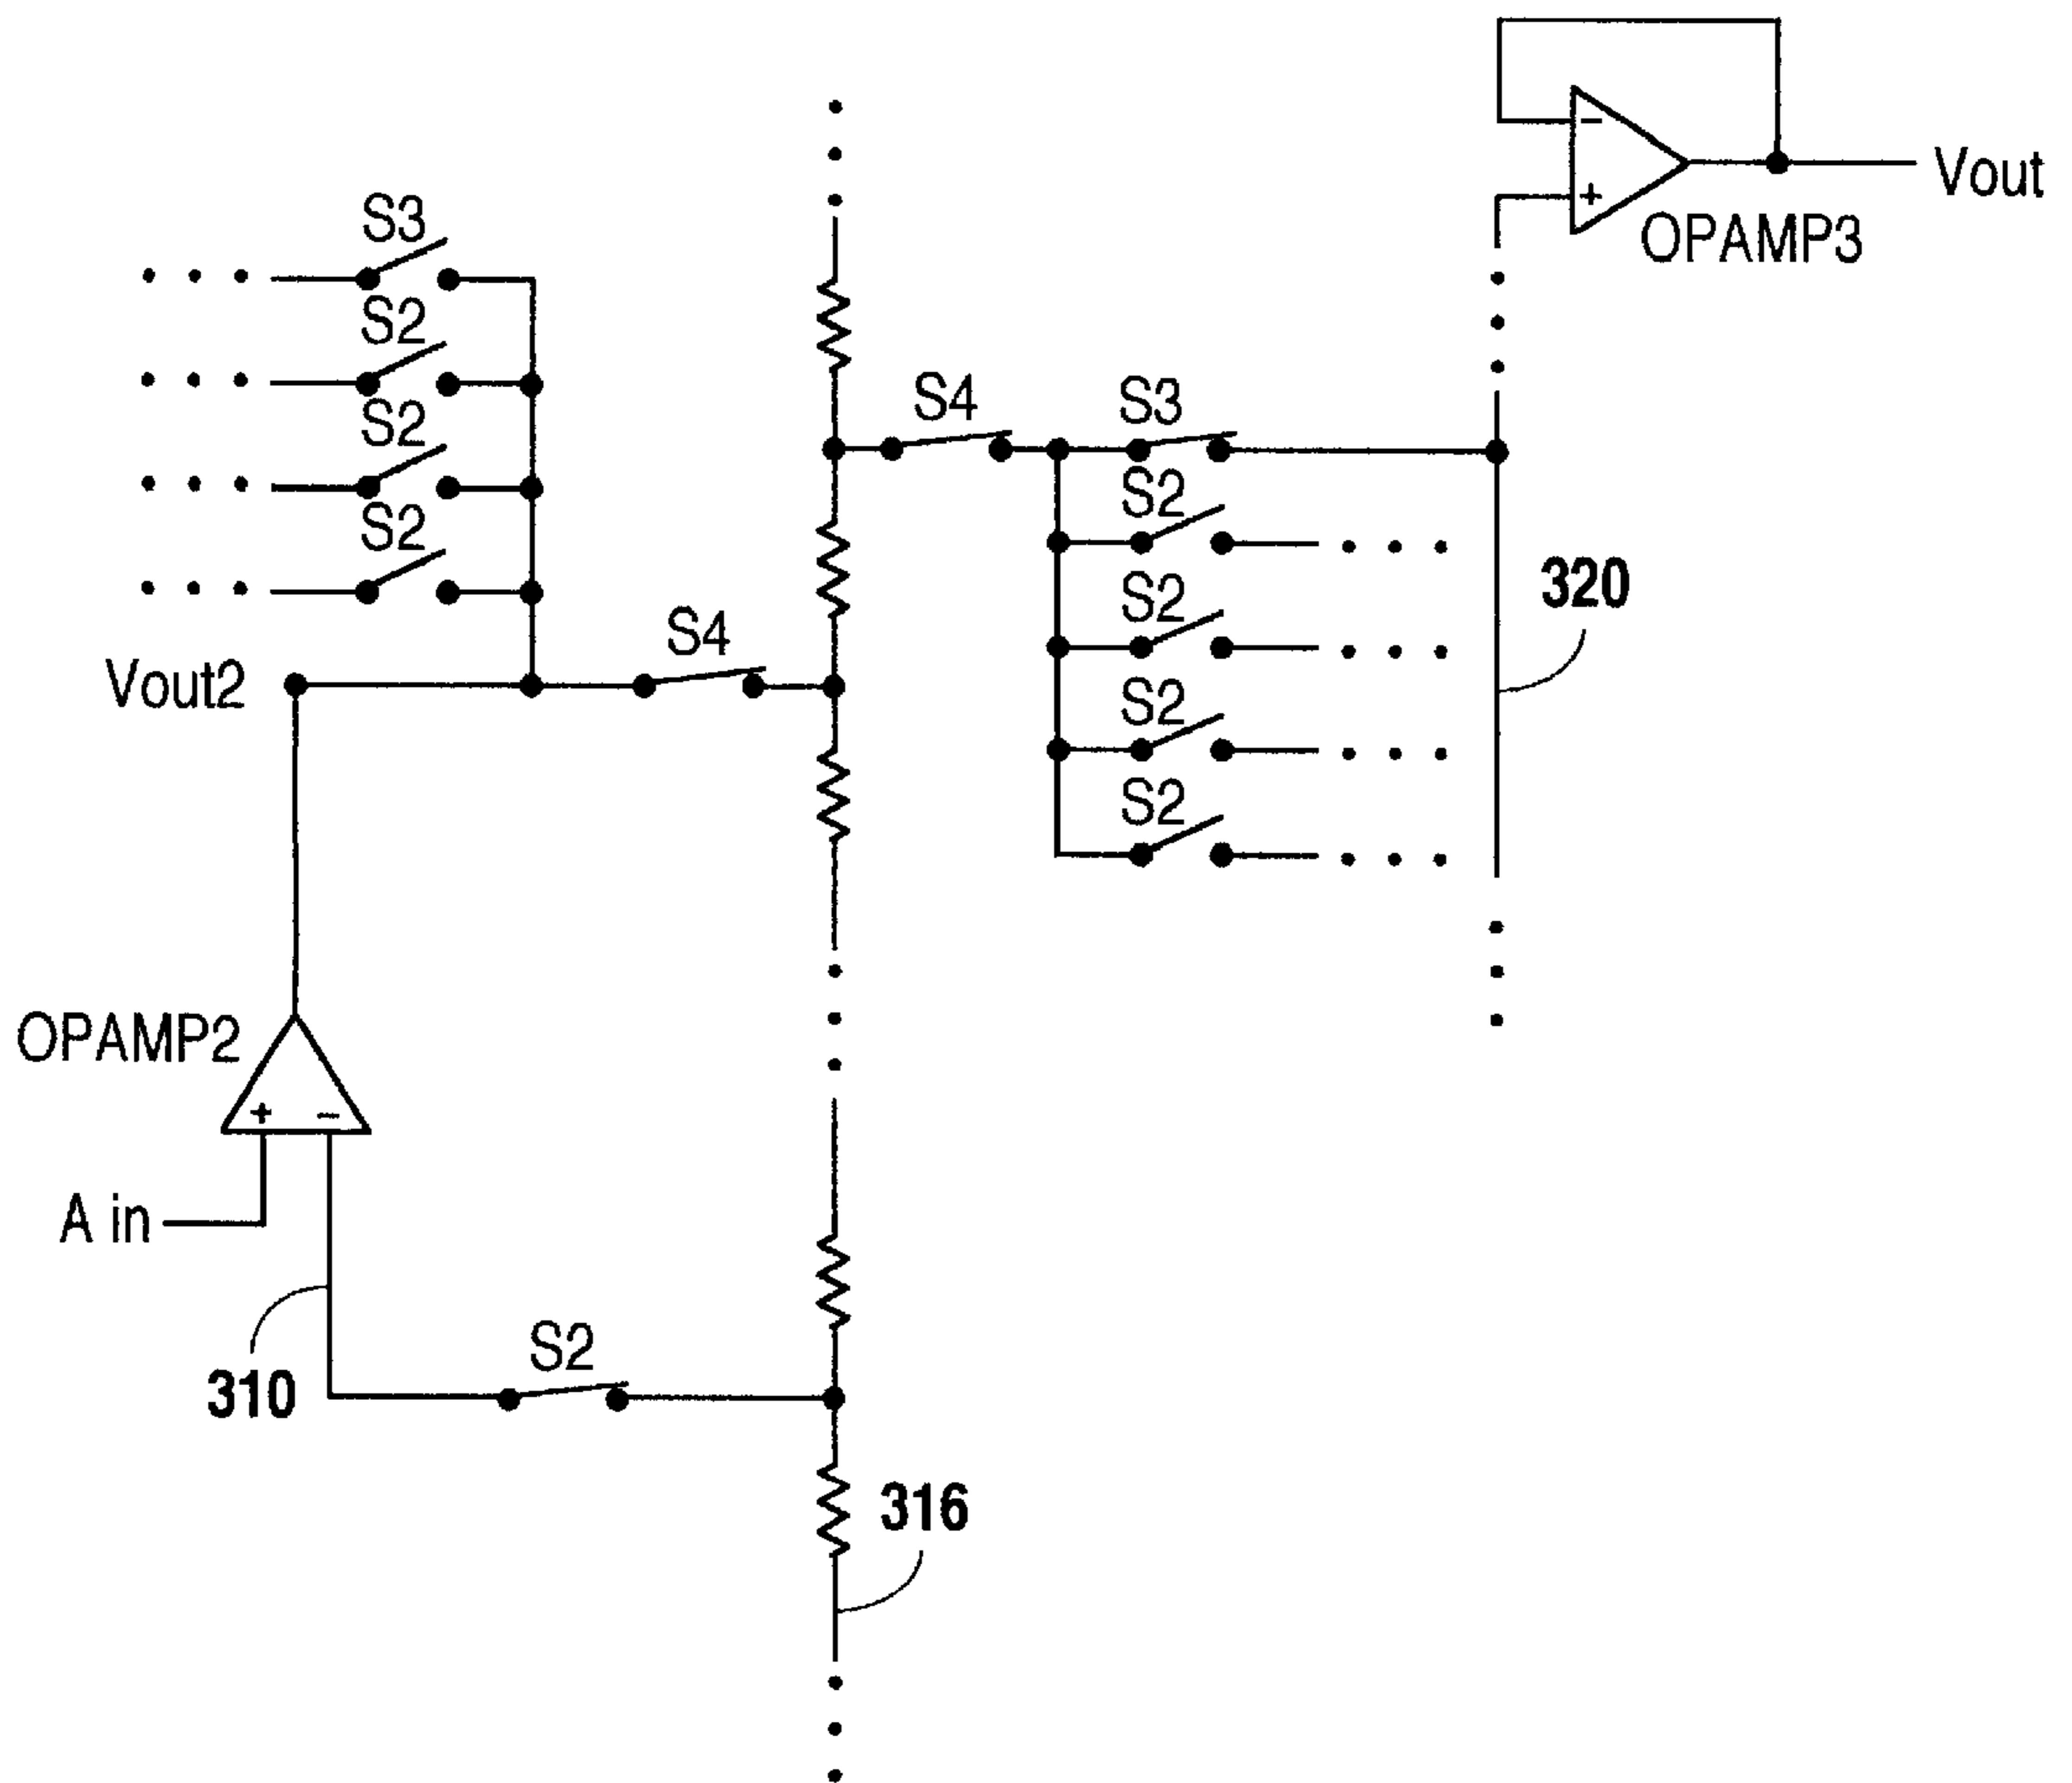 Vout
OPAMP3
S3
S2
S2
S2
S4
S3
S2
S2
S2
S2
320
S4
Vout2
OPAMP2
+ −
− +
A in
310
S2
316